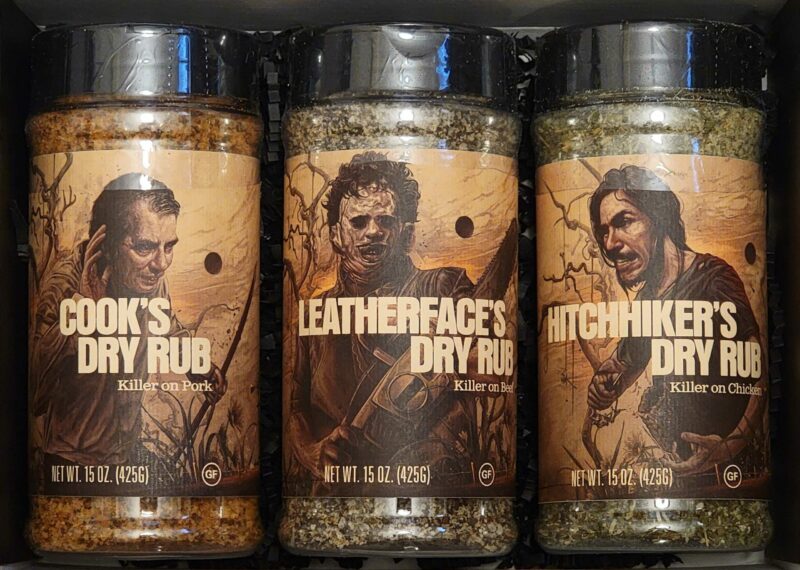 COOK'S
DRY RUB
Killer on Pork
NET WT. 15 OZ. (425G)
GF
LEATHERFACE'S
DRY RUB
Killer on Beef
NET WT. 15 OZ. (425G)
GF
HITCHHIKER'S
DRY RUB
Killer on Chicken
NET WT. 15 OZ. (425G)
GF